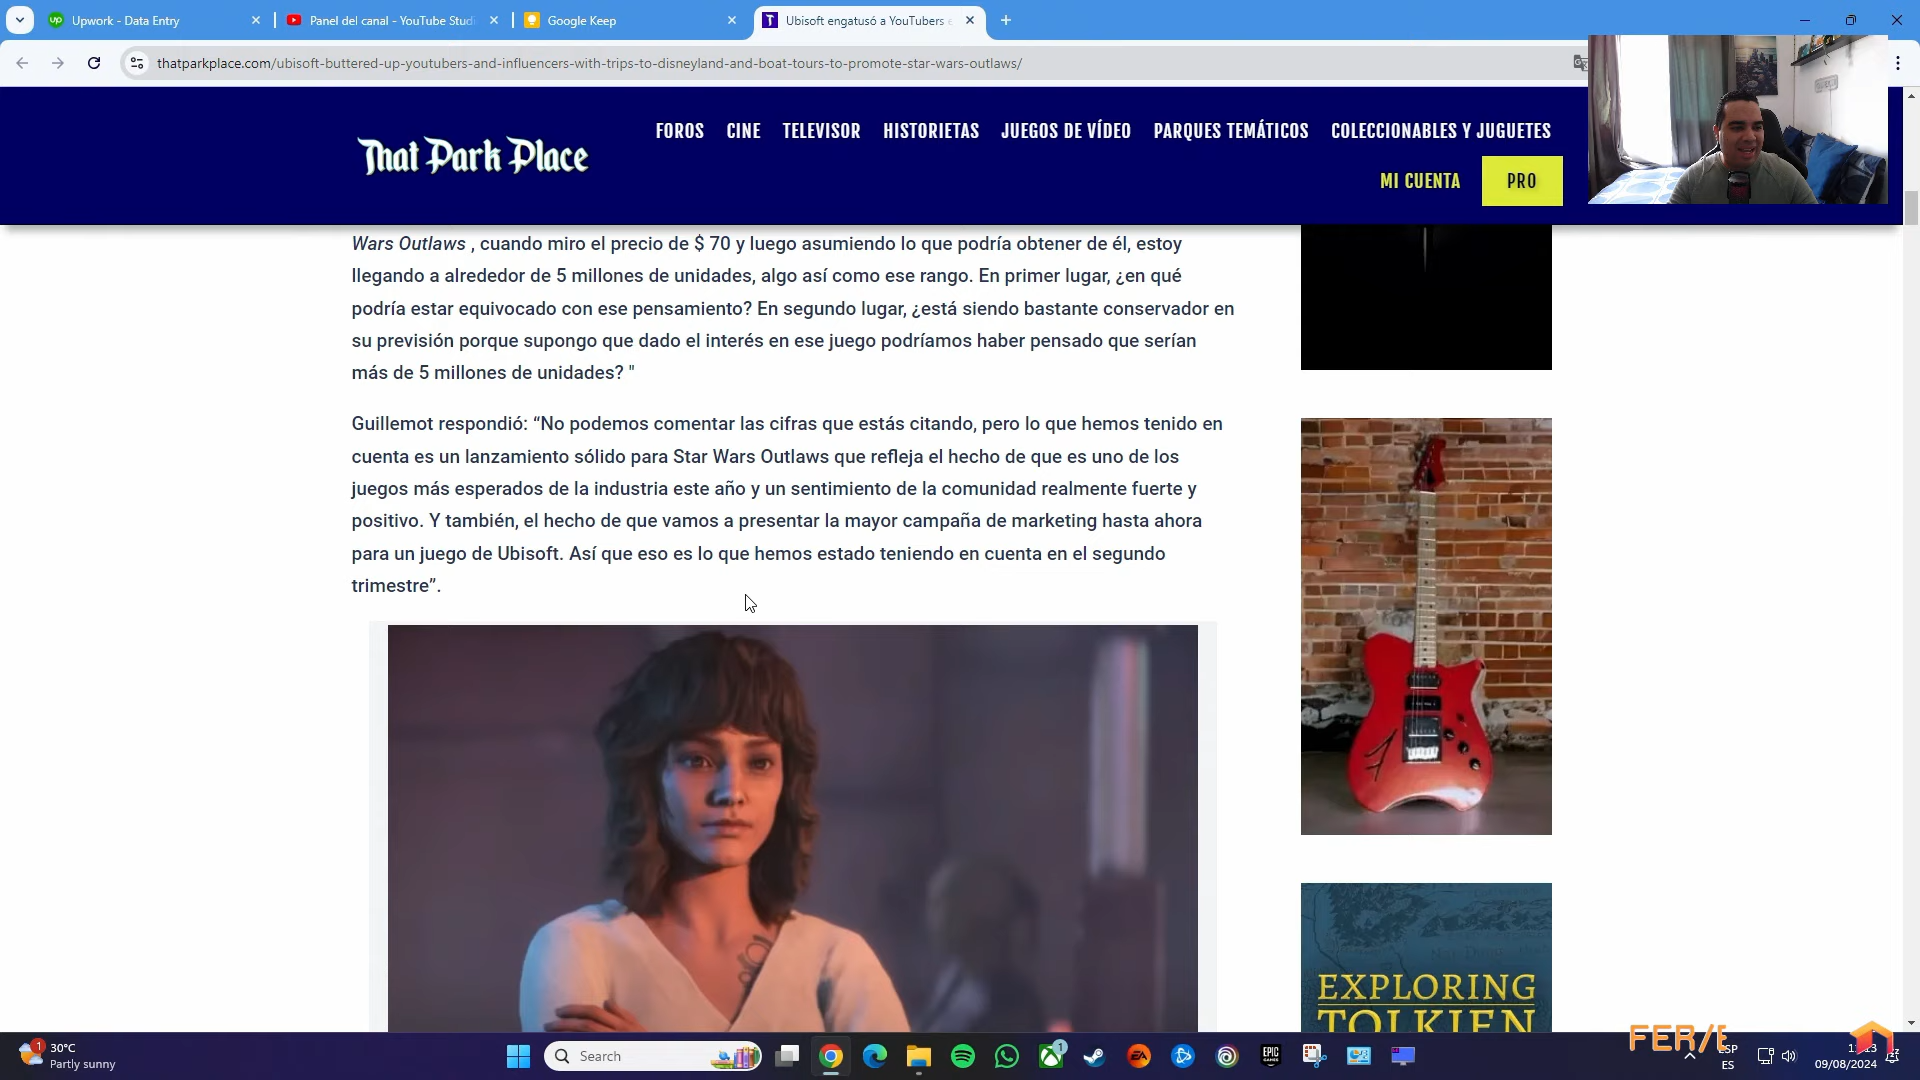 Upwork - Data Entry
Panel del canal - YouTube Stud
Google Keep
Ubisoft engatusó a YouTubers e
thatparkplace.com/ubisoft-buttered-up-youtubers-and-influencers-with-trips-to-disneyland-and-boat-tours-to-promote-star-wars-outlaws/
That Park Place
FOROS CINE TELEVISOR HISTORIETAS JUEGOS DE VÍDEO PARQUES TEMÁTICOS COLECCIONABLES Y JUGUETES
MI CUENTA PRO
Wars Outlaws , cuando miro el precio de $ 70 y luego asumiendo lo que podría obtener de él, estoy
llegando a alrededor de 5 millones de unidades, algo así como ese rango. En primer lugar, ¿en qué
podría estar equivocado con ese pensamiento? En segundo lugar, ¿está siendo bastante conservador en
su previsión porque supongo que dado el interés en ese juego podríamos haber pensado que serían
más de 5 millones de unidades? "
Guillemot respondió: “No podemos comentar las cifras que estás citando, pero lo que hemos tenido en
cuenta es un lanzamiento sólido para Star Wars Outlaws que refleja el hecho de que es uno de los
juegos más esperados de la industria este año y un sentimiento de la comunidad realmente fuerte y
positivo. Y también, el hecho de que vamos a presentar la mayor campaña de marketing hasta ahora
para un juego de Ubisoft. Así que eso es lo que hemos estado teniendo en cuenta en el segundo
trimestre”.
EXPLORING
TOLKIEN
1
30°C
Partly sunny
Search
1
EA
EPIC
GAMES
FER/E
ESP
ES
09/08/2024